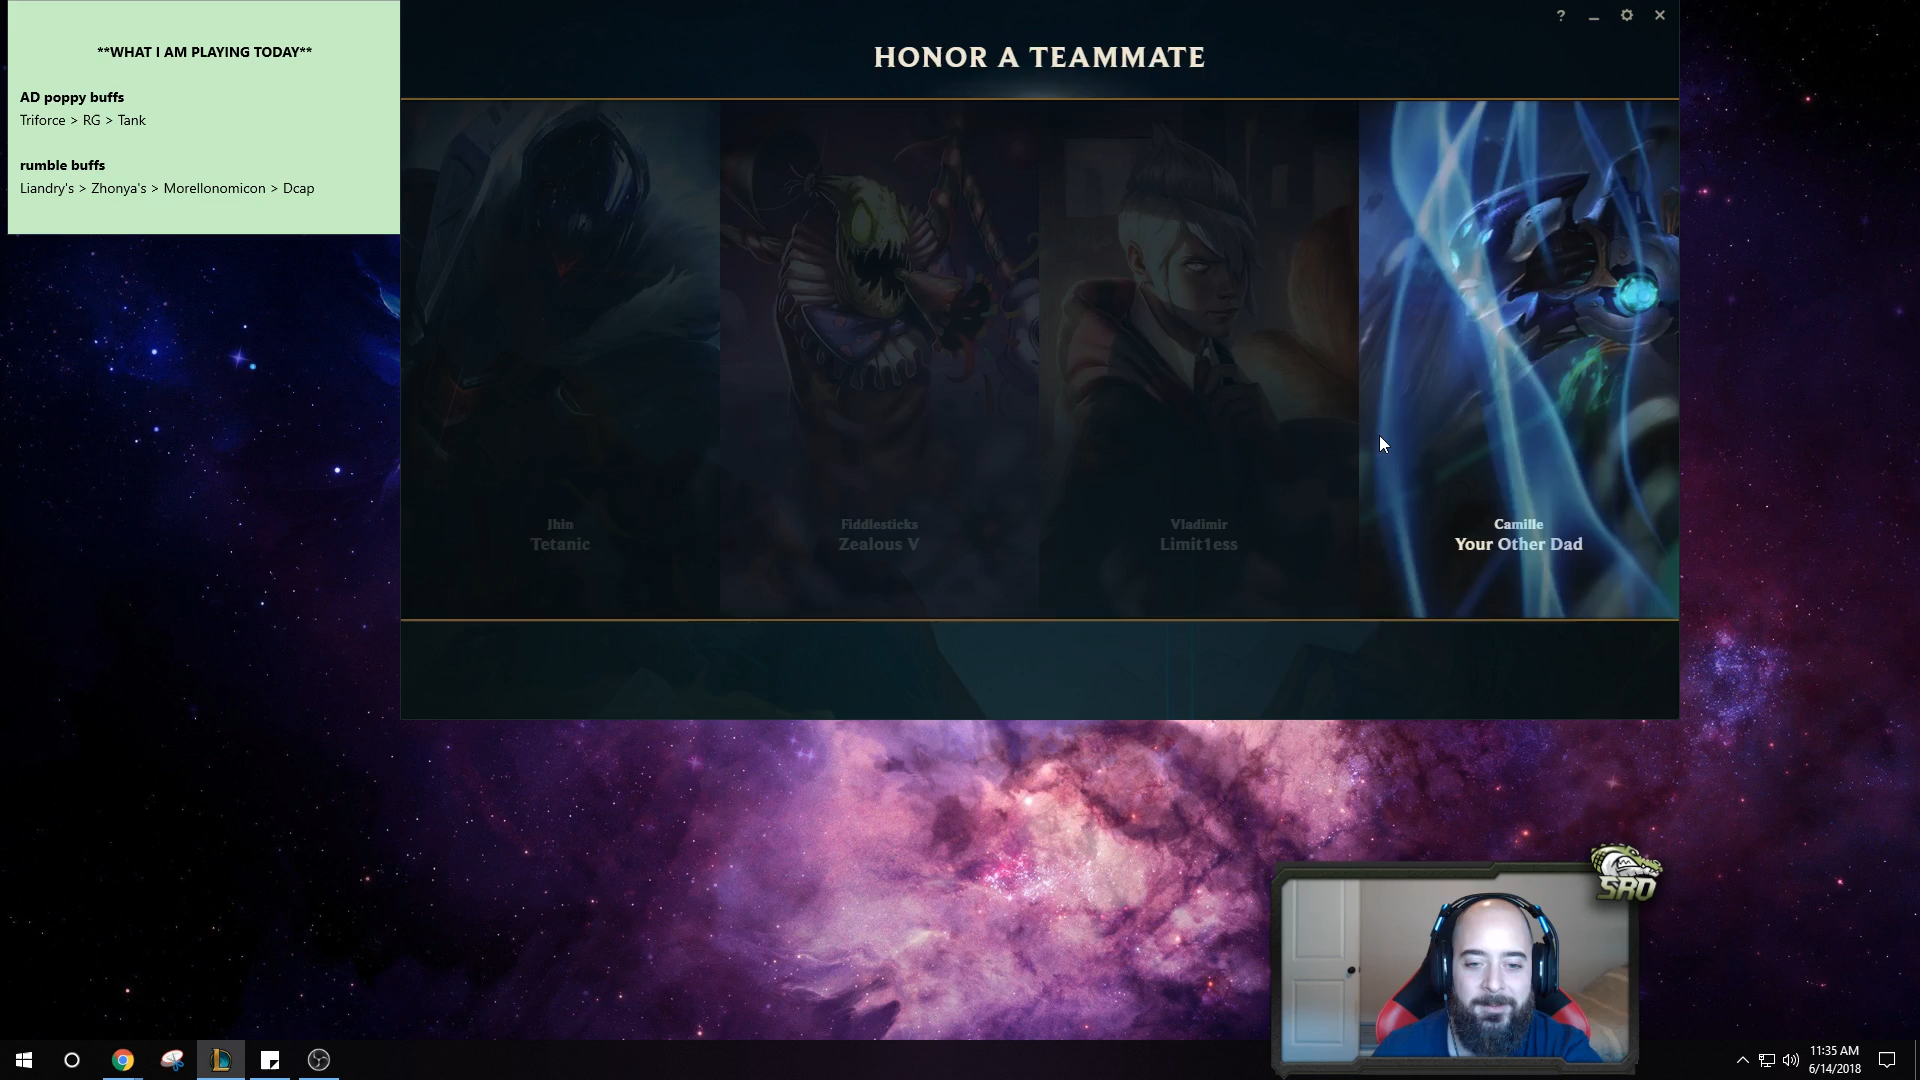 **WHAT I AM PLAYING TODAY**
AD poppy buffs
Triforce > RG > Tank
rumble buffs
Liandry's > Zhonya's > Morellonomicon > Dcap
?
HONOR A TEAMMATE
Jhin
Tetanic
Fiddlesticks
Zealous V
Vladimir
Limit1ess
Camille
Your Other Dad
SRO
11:35 AM
6/14/2018